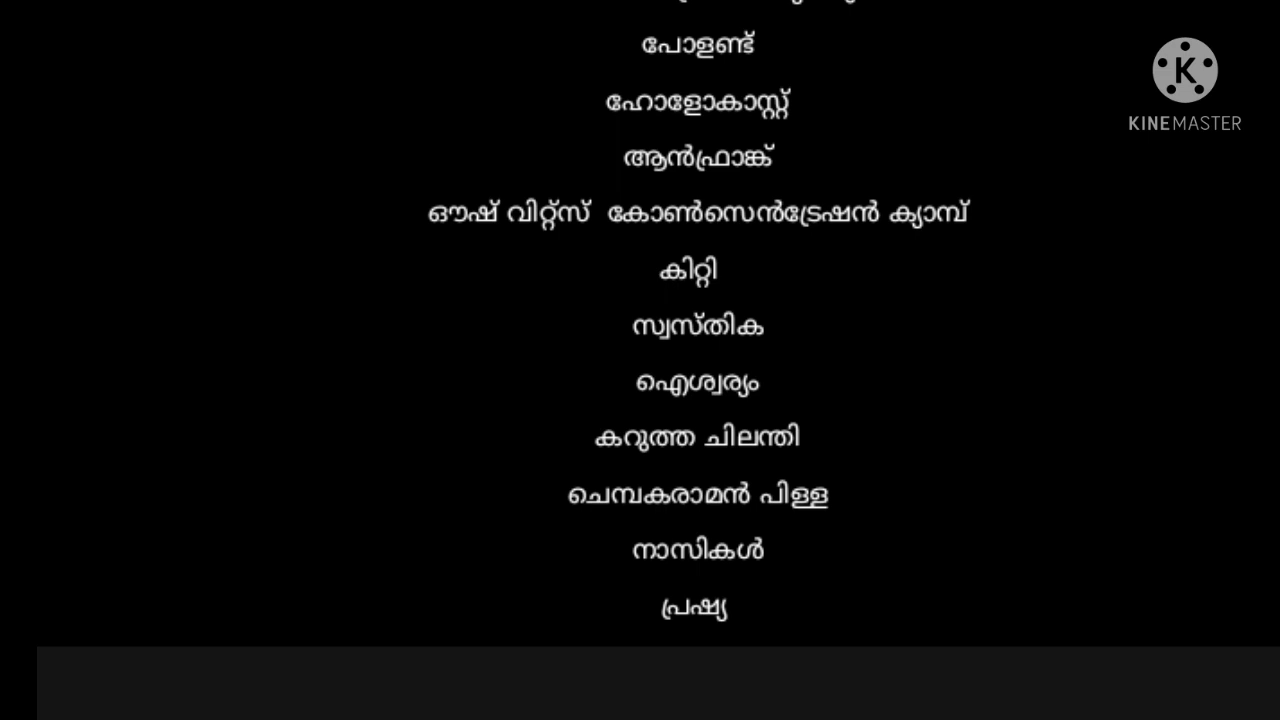 പോളണ്ട്
ഹോളോകാസ്റ്റ്
ആൻഫ്രാങ്ക്
ഔഷ് വിറ്റ്സ് കോൺസെൻട്രേഷൻ ക്യാമ്പ്
കിറ്റി
സ്വസ്തിക
ഐശ്വര്യം
കറുത്ത ചിലന്തി
ചെമ്പകരാമൻ പിള്ള
നാസികൾ
പ്രഷ്യ
K
KINEMASTER